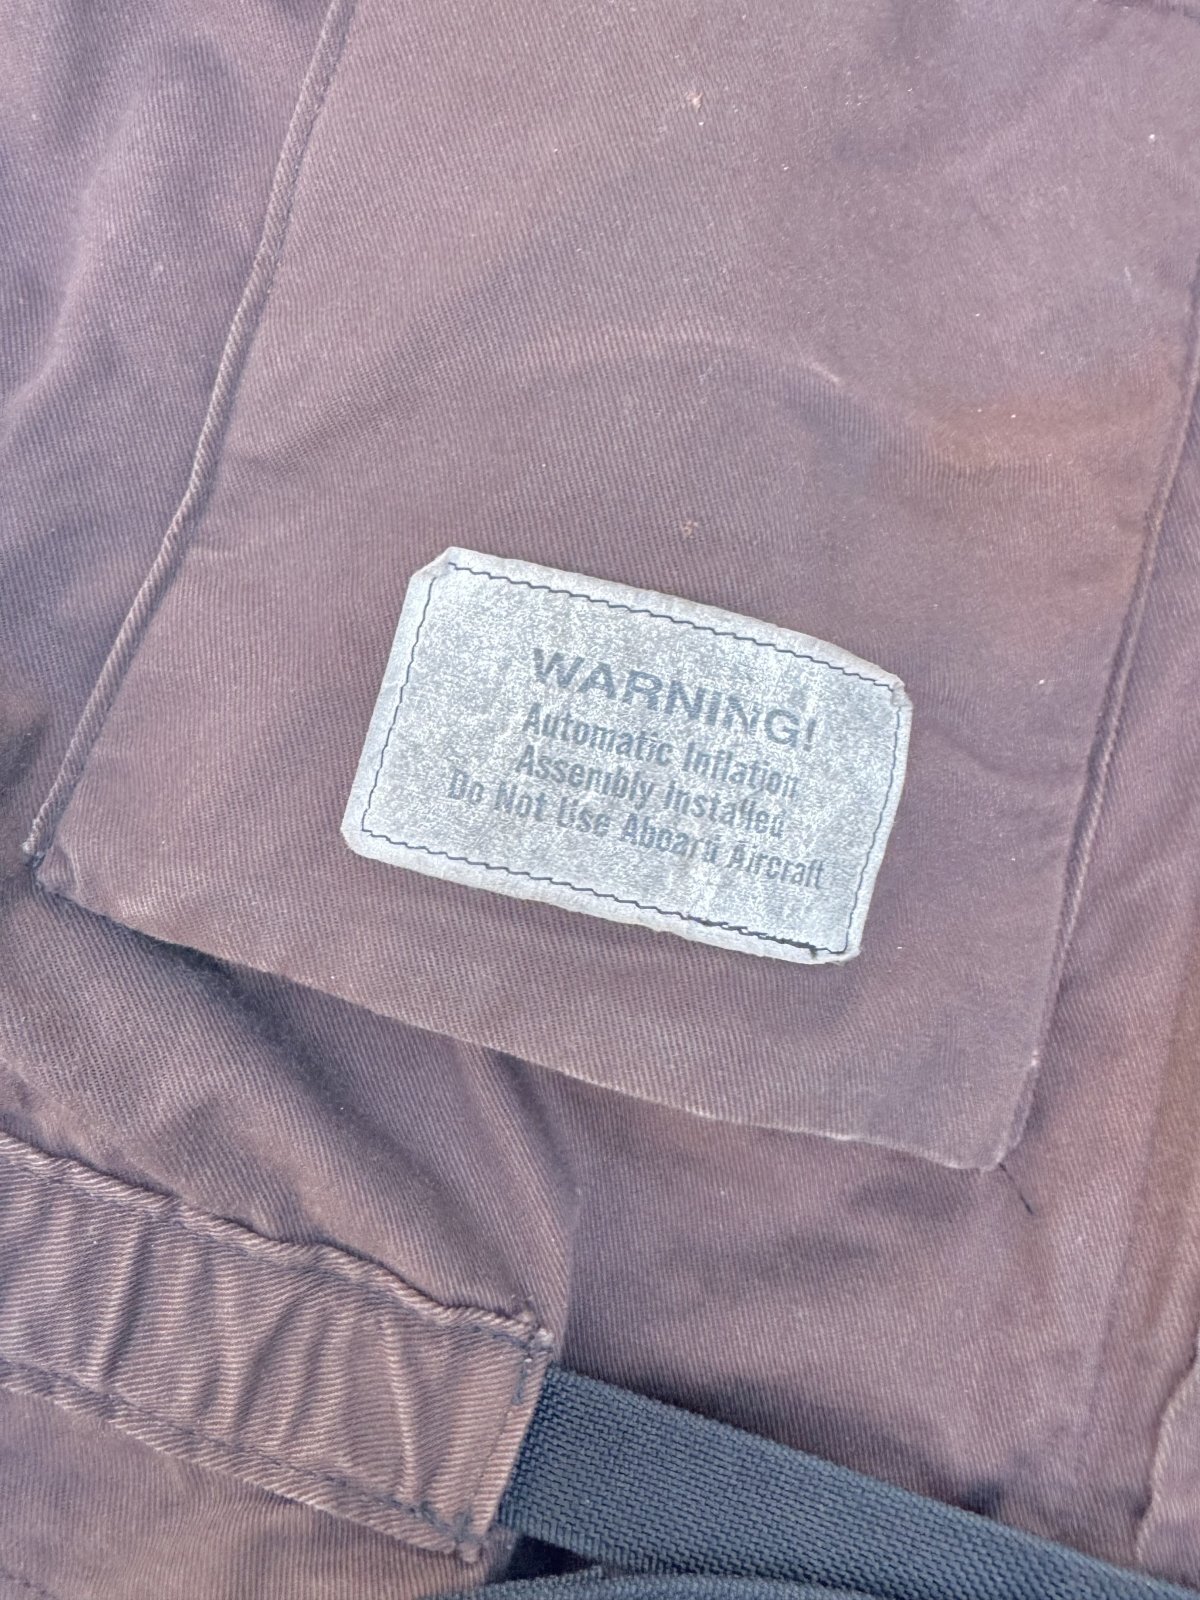 WARNING!
Automatic Inflation
Assembly Installed
Do Not Use Aboard Aircraft